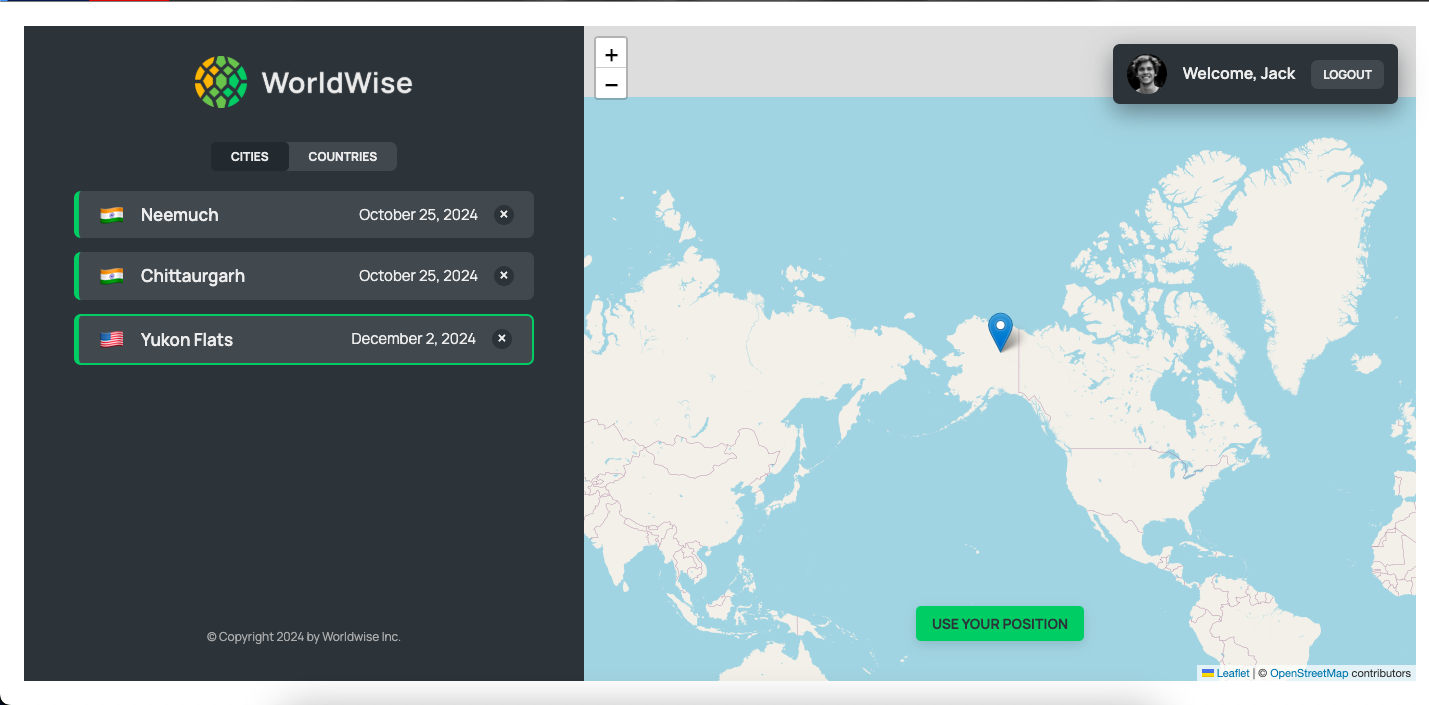 WorldWise
CITIES COUNTRIES
Neemuch October 25, 2024 ×
Chittaurgarh October 25, 2024 ×
Yukon Flats December 2, 2024 ×
© Copyright 2024 by Worldwise Inc.
+
−
Welcome, Jack LOGOUT
USE YOUR POSITION
Leaflet | © OpenStreetMap contributors